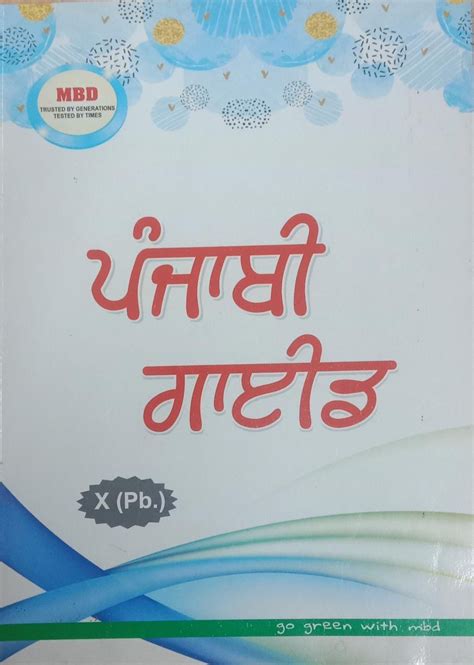 MBD
TRUSTED BY GENERATIONS
TESTED BY TIMES
ਪੰਜਾਬੀ
ਗਾਈਡ
X (Pb.)
go green with mbd